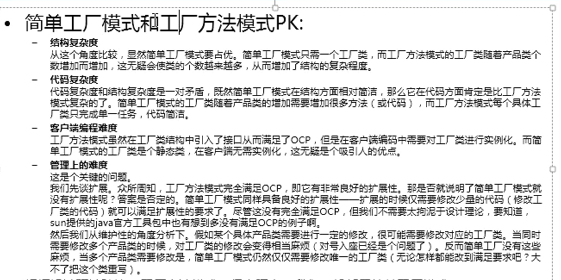 简单工厂模式和工厂方法模式PK:
– 结构复杂度
从这个角度比较，显然简单工厂模式要占优。简单工厂模式只需一个工厂类，而工厂方法模式的工厂类随着产品类个
数增加而增加，这无疑会使类的个数越来越多，从而增加了结构的复杂程度。
– 代码复杂度
代码复杂度和结构复杂度是一对矛盾，既然简单工厂模式在结构方面相对简洁，那么它在代码方面肯定是比工厂方法
模式复杂的了。简单工厂模式的工厂类随着产品类的增加需要增加很多方法（或代码），而工厂方法模式每个具体工
厂类只完成单一任务，代码简洁。
– 客户端编程难度
工厂方法模式虽然在工厂类结构中引入了接口从而满足了OCP，但是在客户端编码中需要对工厂类进行实例化。而简
单工厂模式的工厂类是个静态类，在客户端无需实例化，这无疑是个吸引人的优点。
– 管理上的难度
这是个关键的问题。
我们先谈扩展。众所周知，工厂方法模式完全满足OCP，即它有非常良好的扩展性。那是否就说明了简单工厂模式就
没有扩展性呢？答案是否定的。简单工厂模式同样具备良好的扩展性——扩展的时候仅需要修改少量的代码（修改工
厂类的代码）就可以满足扩展性的要求了。尽管这没有完全满足OCP，但我们不需要太拘泥于设计理论，要知道，
sun提供的java官方工具包中也有想到多没有满足OCP的例子啊。
然后我们从维护性的角度分析下。假如某个具体产品类需要进行一定的修改，很可能需要修改对应的工厂类。当同时
需要修改多个产品类的时候，对工厂类的修改会变得相当麻烦（对号入座已经是个问题了）。反而简单工厂没有这些
麻烦，当多个产品类需要修改是，简单工厂模式仍然仅仅需要修改唯一的工厂类（无论怎样都能改到满足要求吧？大
不了把这个类重写）。